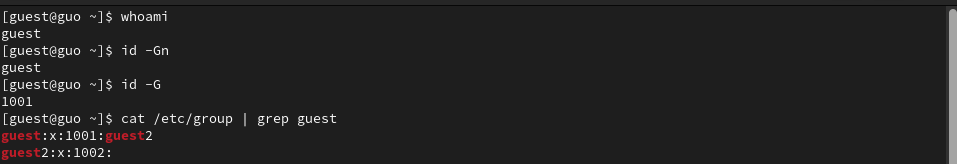 [guest@guo ~]$ whoami
guest
[guest@guo ~]$ id -Gn
guest
[guest@guo ~]$ id -G
1001
[guest@guo ~]$ cat /etc/group | grep guest
guest:x:1001:guest2
guest2:x:1002: